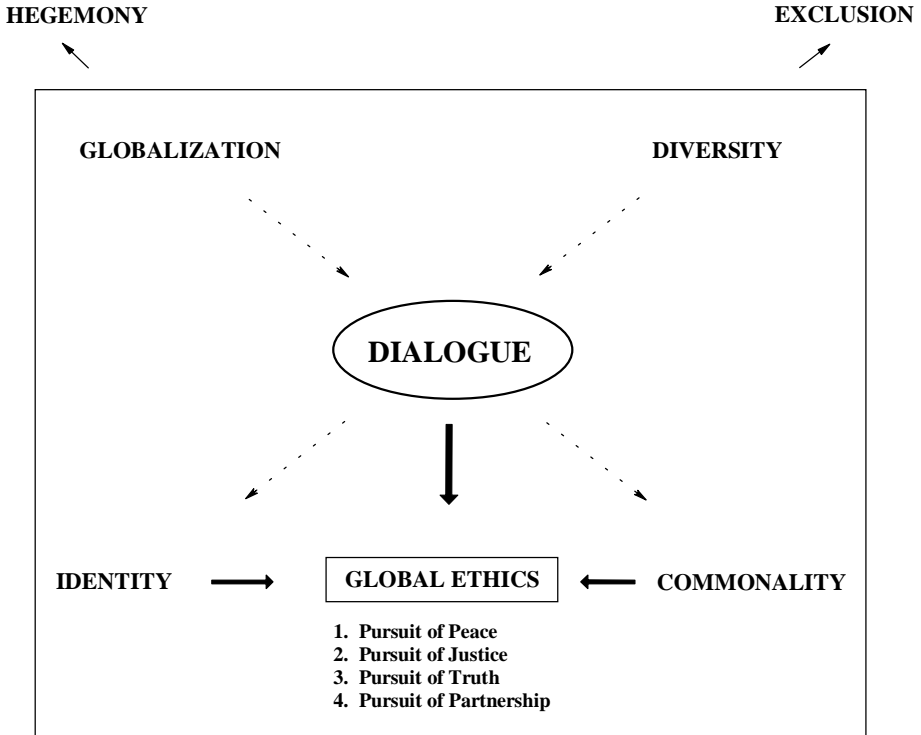 HEGEMONY
EXCLUSION
GLOBALIZATION
DIVERSITY
DIALOGUE
IDENTITY
GLOBAL ETHICS
COMMONALITY
1. Pursuit of Peace
2. Pursuit of Justice
3. Pursuit of Truth
4. Pursuit of Partnership